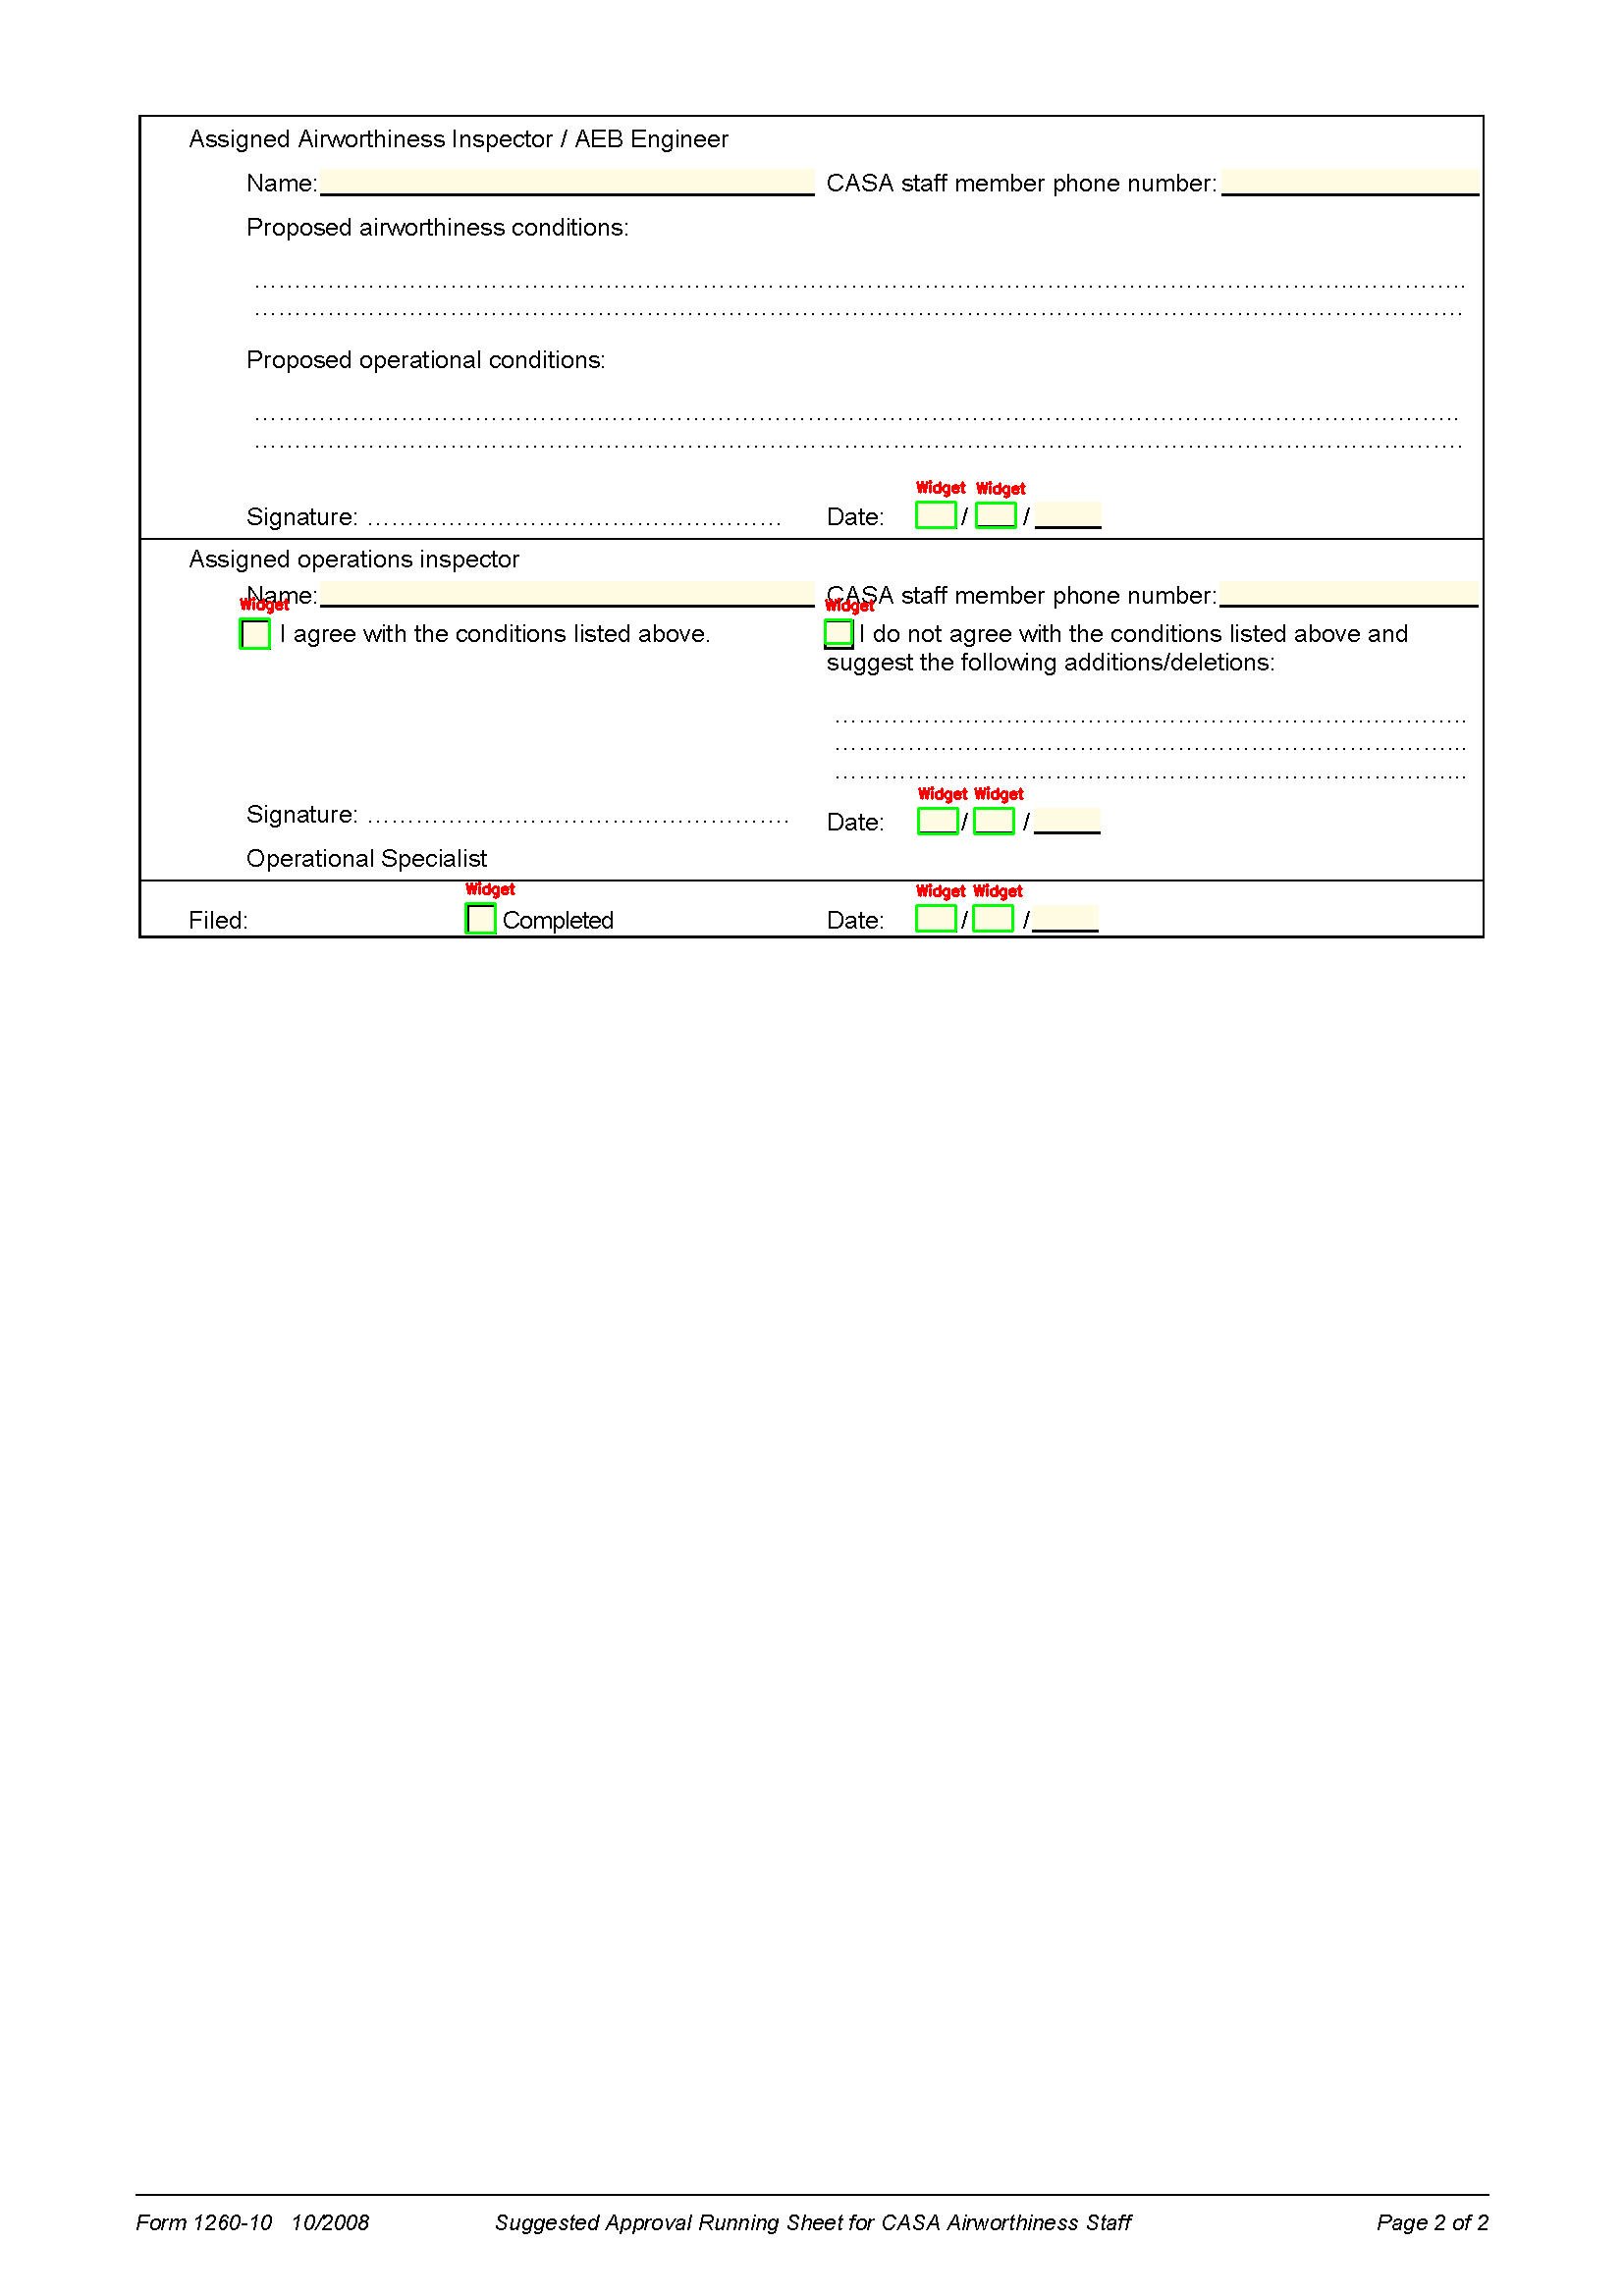 Assigned Airworthiness Inspector / AEB Engineer
Name: CASA staff member phone number:
Proposed airworthiness conditions:
Proposed operational conditions:
Widget Widget
Signature: ........................................ Date: / /
Assigned operations inspector
Name: CASA staff member phone number:
Widget Widget
I agree with the conditions listed above. I do not agree with the conditions listed above and
suggest the following additions/deletions:
Widget Widget
Signature: ........................................ Date: / /
Operational Specialist
Widget Widget Widget
Filed: Completed Date: / /
Form 1260-10 10/2008 Suggested Approval Running Sheet for CASA Airworthiness Staff Page 2 of 2